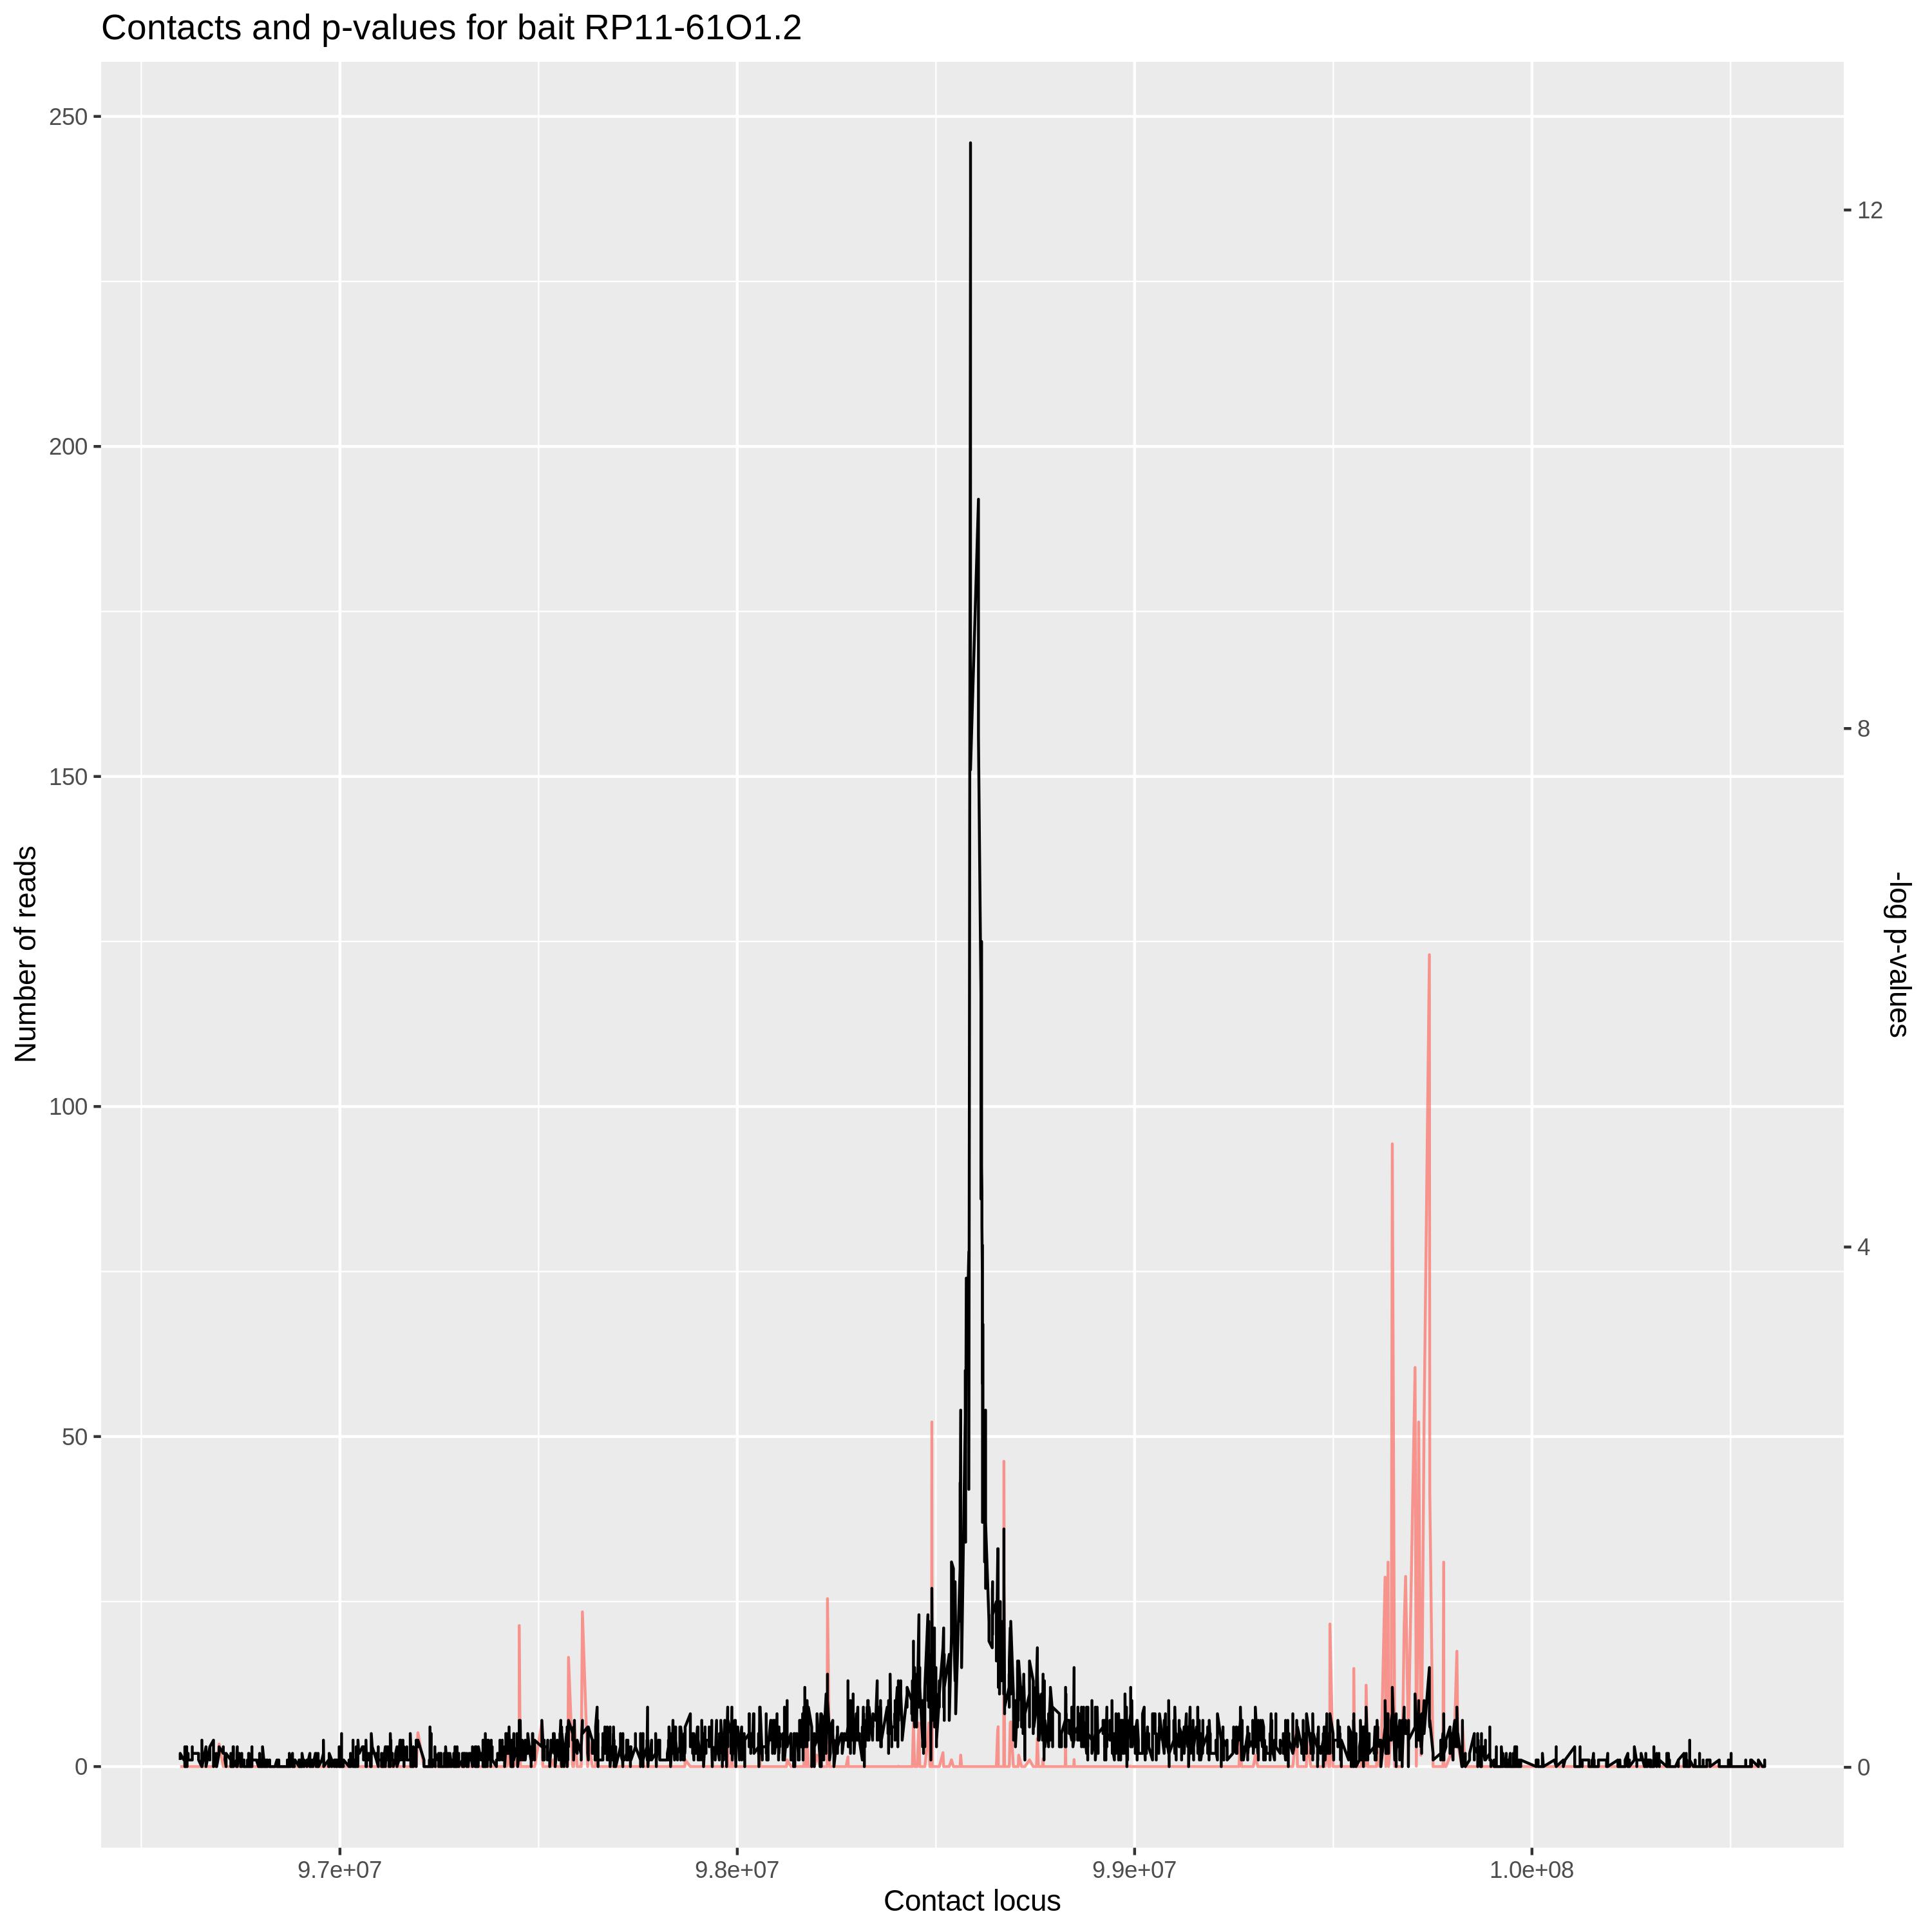 Contacts and p-values for bait RP11-61O1.2
250
200
150
100
50
0
12
8
4
0
Number of reads
-log p-values
9.7e+07
9.8e+07
9.9e+07
1.0e+08
Contact locus